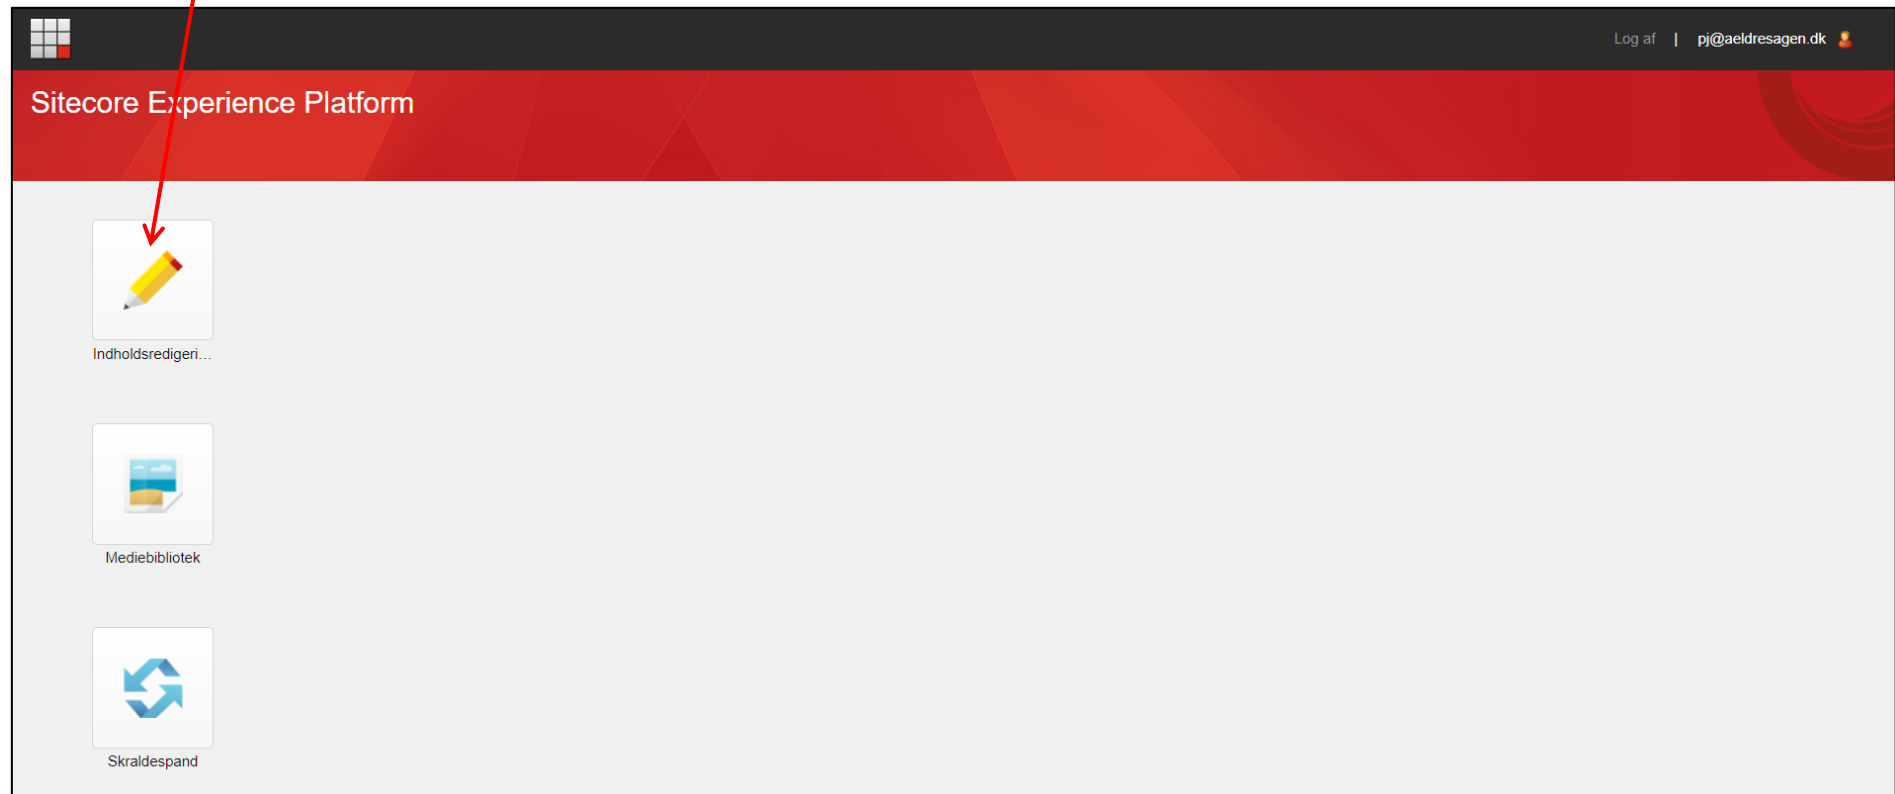 Log af | pj@aeldresagen.dk
Sitecore Experience Platform
Indholdsredigeri...
Mediebibliotek
Skraldespand